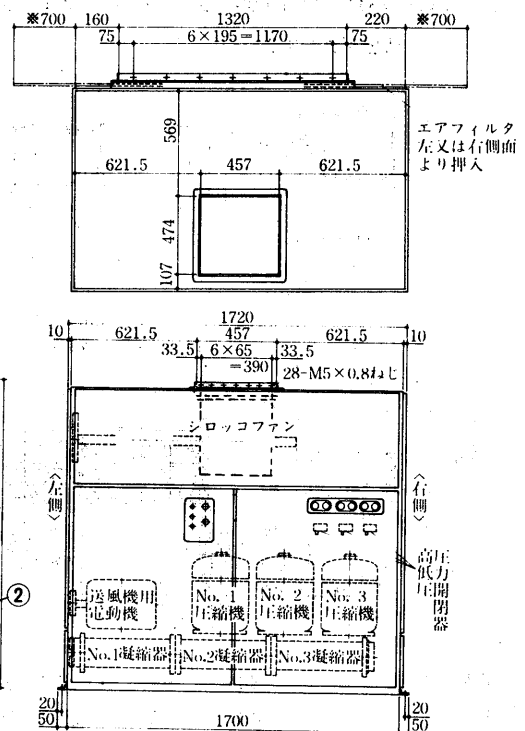 ※700 160 1320 220 ※700
75 6×195=1170 75
569
エアフィルタ
左又は右側面
より挿入
621.5 457 621.5
474
107
1720
10 621.5 457 621.5 10
33.5 6×65 33.5
=390 28-M5×0.8ねじ
シロッコファン
〈左側〉
〈右側〉
高低圧
圧力開閉器
②
送風機用
電動機
No.1
圧縮機
No.2
圧縮機
No.3
圧縮機
No.1凝縮器
No.2凝縮器
No.3凝縮器
20
50
1700
20
50